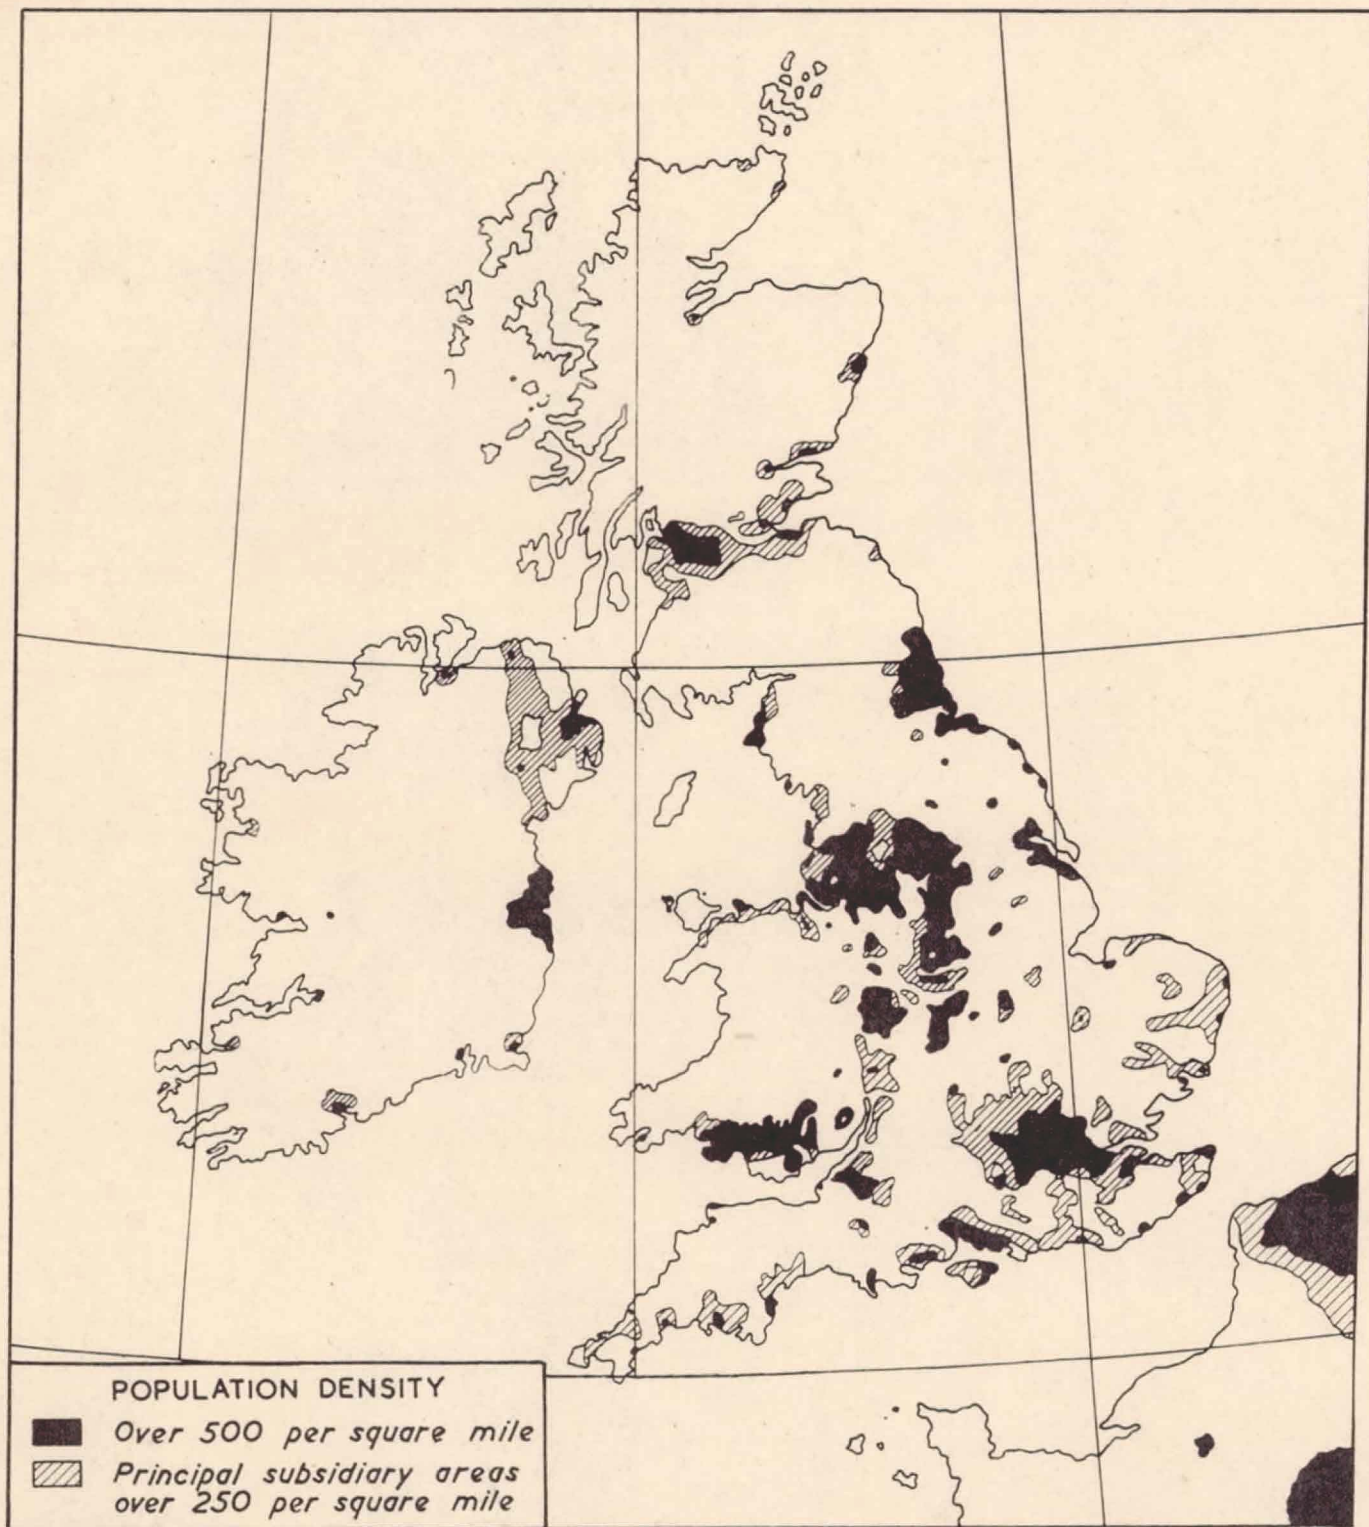 POPULATION DENSITY
Over 500 per square mile
Principal subsidiary areas
over 250 per square mile